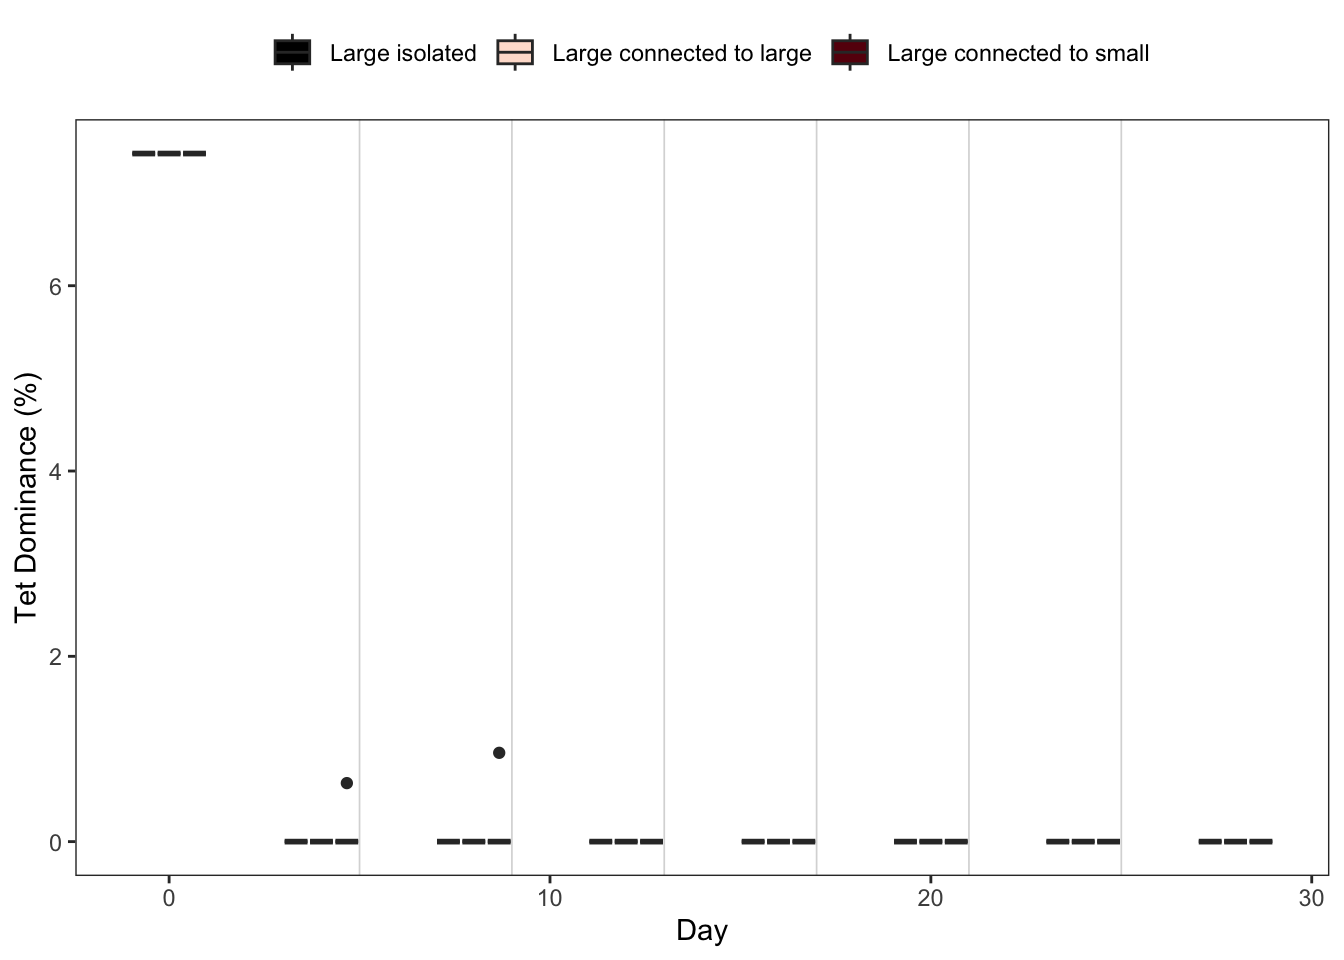 Large isolated Large connected to large Large connected to small
Tet Dominance (%)
6
4
2
0
0 10 20 30
Day